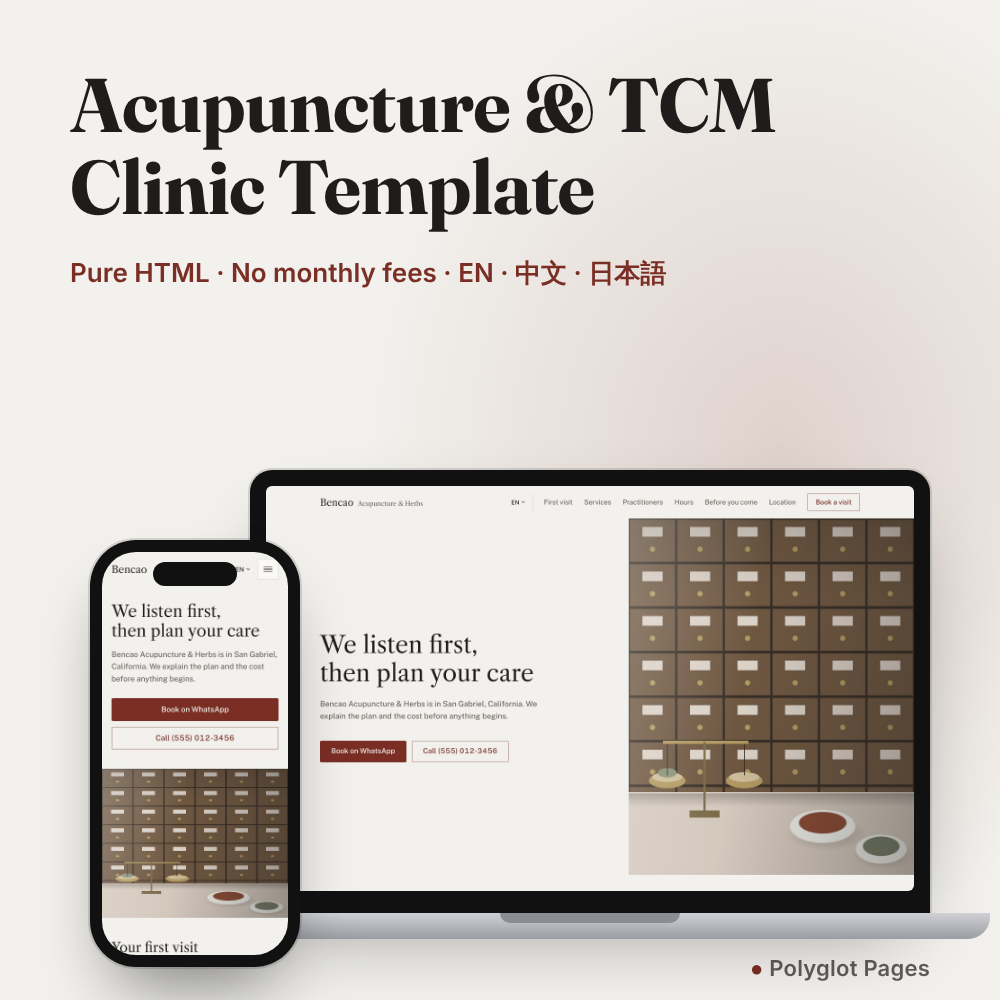 Acupuncture & TCM
Clinic Template
Pure HTML · No monthly fees · EN · 中文 · 日本語
Bencao Acupuncture & Herbs
EN First visit Services Practitioners Hours Before you come Location Book a visit
We listen first,
then plan your care
Bencao Acupuncture & Herbs is in San Gabriel, California. We
explain the plan and the cost before anything begins.
Book on WhatsApp Call (555) 012-3456
Bencao EN
We listen first,
then plan your care
Bencao Acupuncture & Herbs is in San Gabriel,
California. We explain the plan and the cost
before anything begins.
Book on WhatsApp
Call (555) 012-3456
Your first visit
Polyglot Pages